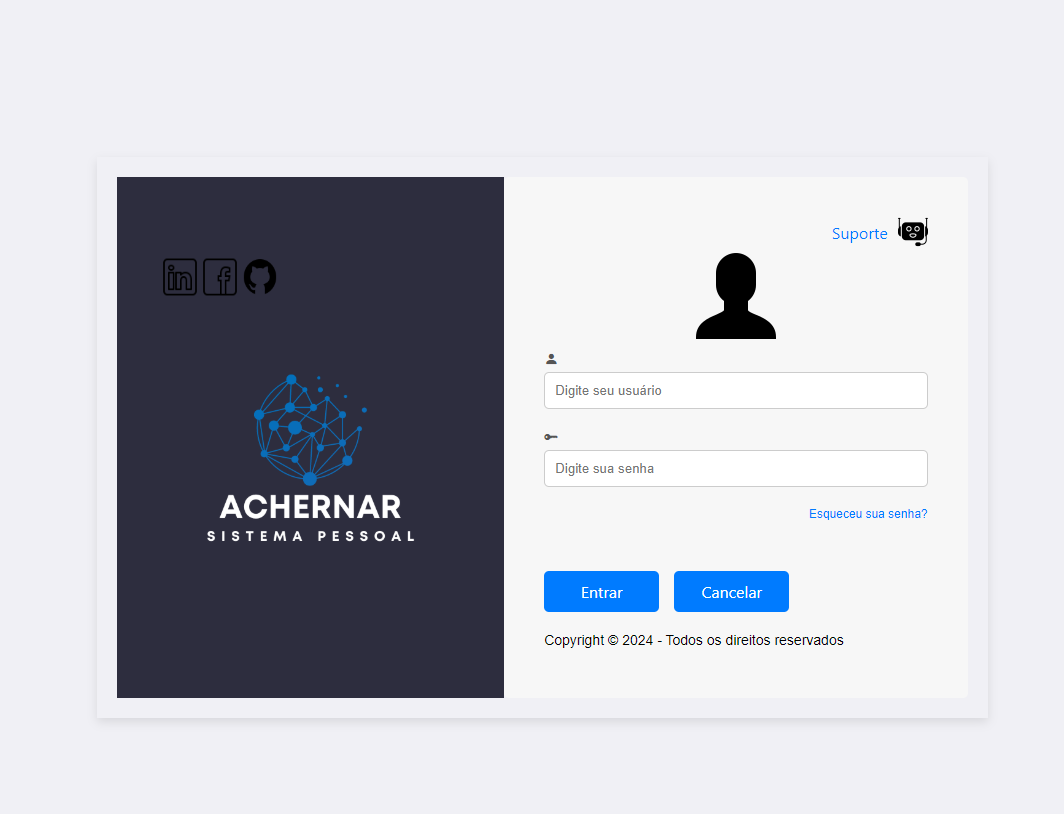 Suporte
in f
ACHERNAR
SISTEMA PESSOAL
Digite seu usuário
Digite sua senha
Esqueceu sua senha?
Entrar Cancelar
Copyright © 2024 - Todos os direitos reservados